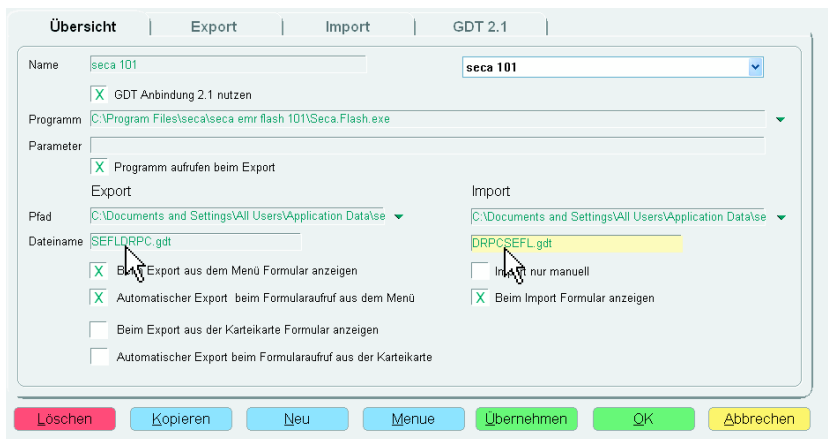 Übersicht Export Import GDT 2.1
Name seca 101 seca 101
X GDT Anbindung 2.1 nutzen
Programm C:\Program Files\seca\seca emr flash 101\Seca.Flash.exe
Parameter
X Programm aufrufen beim Export
Export Import
Pfad C:\Documents and Settings\All Users\Application Data\se C:\Documents and Settings\All Users\Application Data\se
Dateiname SEFLDRPC.gdt DRPCSEFL.gdt
X Beim Export aus dem Menü Formular anzeigen Import nur manuell
X Automatischer Export beim Formularaufruf aus dem Menü X Beim Import Formular anzeigen
Beim Export aus der Karteikarte Formular anzeigen
Automatischer Export beim Formularaufruf aus der Karteikarte
Löschen Kopieren Neu Menue Übernehmen OK Abbrechen